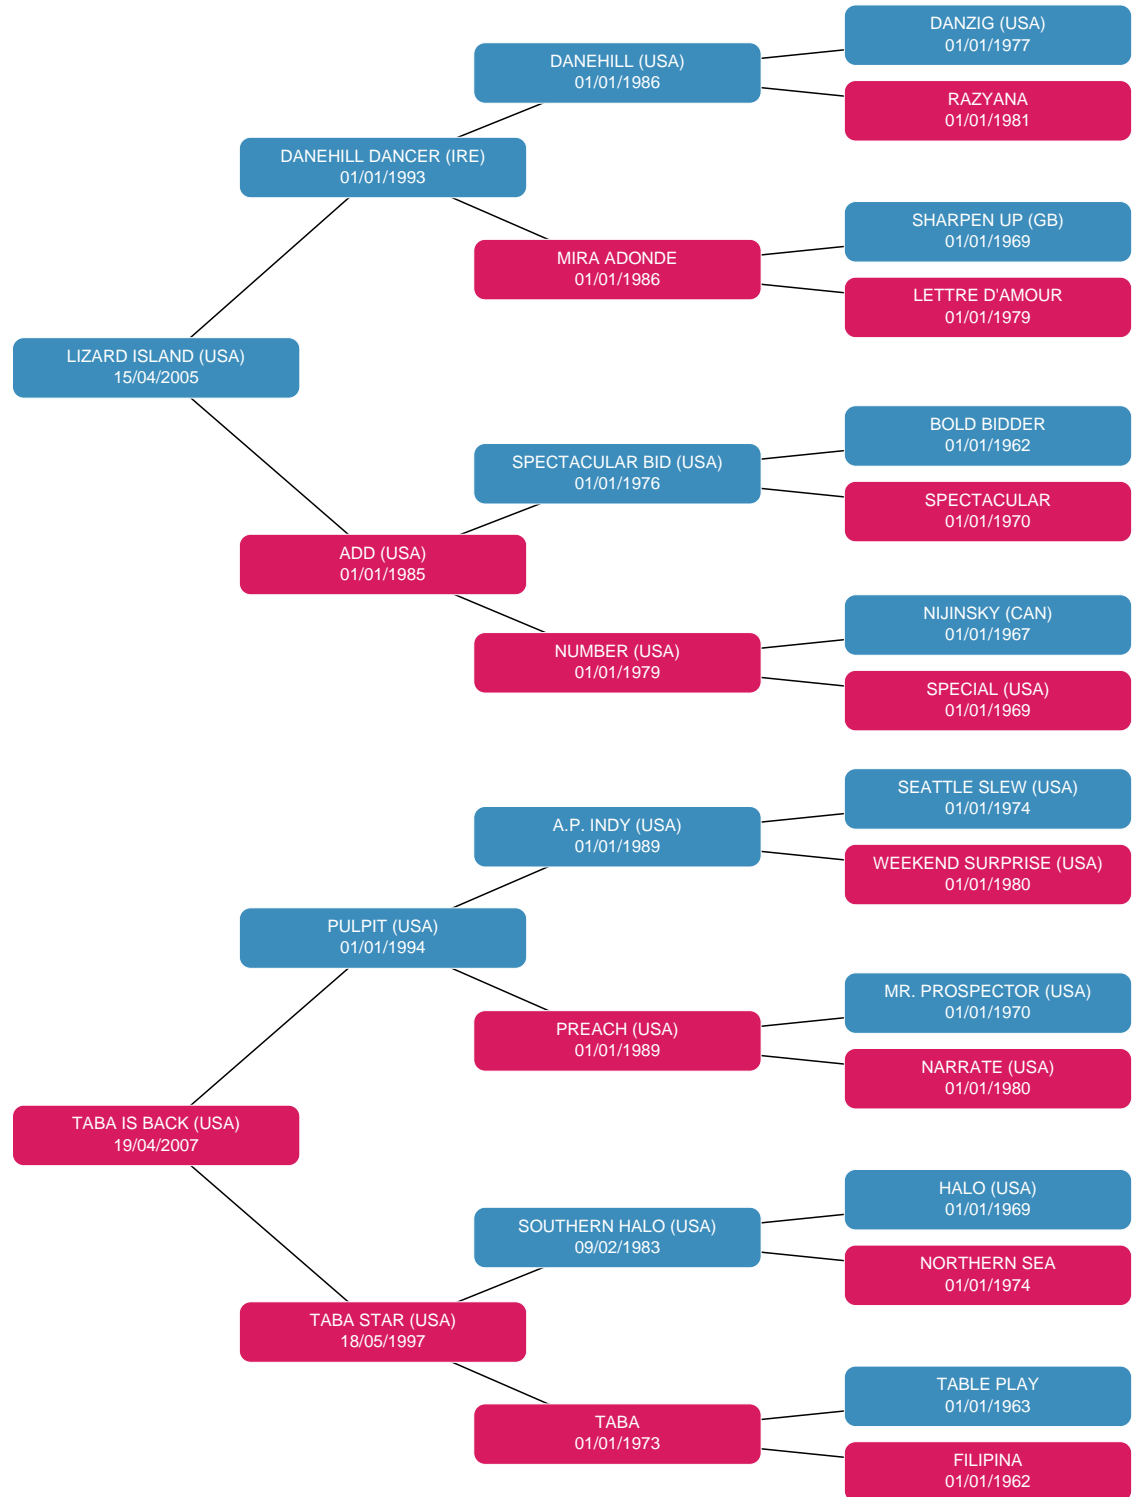 DANZIG (USA)
01/01/1977
DANEHILL (USA)
01/01/1986
RAZYANA
01/01/1981
DANEHILL DANCER (IRE)
01/01/1993
SHARPEN UP (GB)
01/01/1969
MIRA ADONDE
01/01/1986
LETTRE D'AMOUR
01/01/1979
LIZARD ISLAND (USA)
15/04/2005
BOLD BIDDER
01/01/1962
SPECTACULAR BID (USA)
01/01/1976
SPECTACULAR
01/01/1970
ADD (USA)
01/01/1985
NIJINSKY (CAN)
01/01/1967
NUMBER (USA)
01/01/1979
SPECIAL (USA)
01/01/1969
SEATTLE SLEW (USA)
01/01/1974
A.P. INDY (USA)
01/01/1989
WEEKEND SURPRISE (USA)
01/01/1980
PULPIT (USA)
01/01/1994
MR. PROSPECTOR (USA)
01/01/1970
PREACH (USA)
01/01/1989
NARRATE (USA)
01/01/1980
TABA IS BACK (USA)
19/04/2007
HALO (USA)
01/01/1969
SOUTHERN HALO (USA)
09/02/1983
NORTHERN SEA
01/01/1974
TABA STAR (USA)
18/05/1997
TABLE PLAY
01/01/1963
TABA
01/01/1973
FILIPINA
01/01/1962